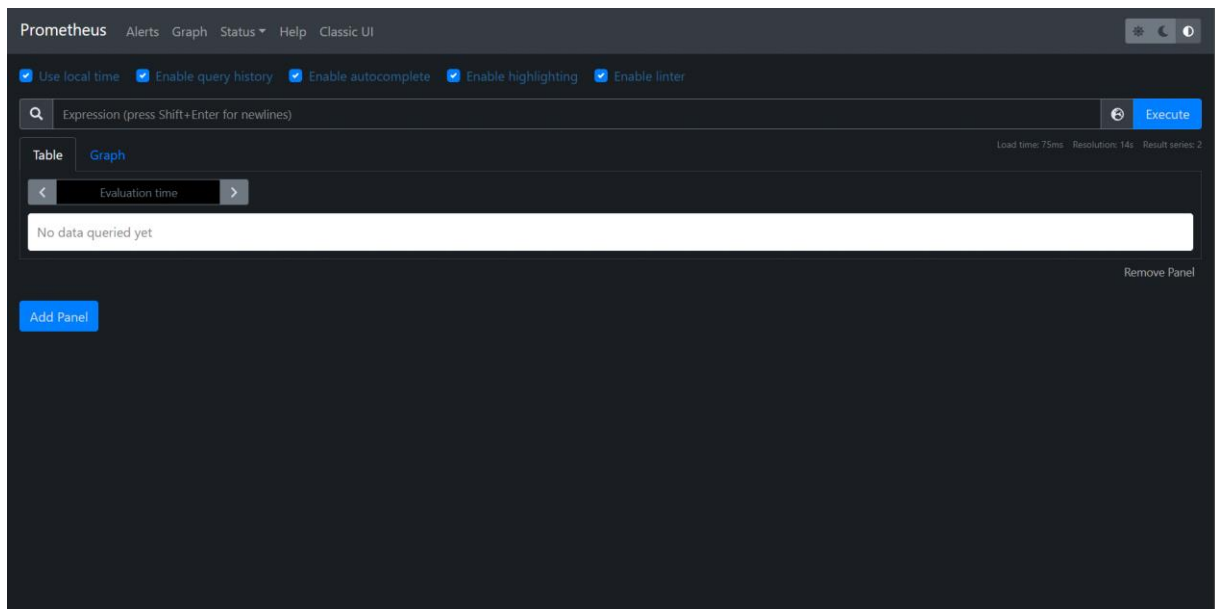 Prometheus Alerts Graph Status Help Classic UI
Use local time Enable query history Enable autocomplete Enable highlighting Enable linter
Expression (press Shift+Enter for newlines) Execute
Table Graph Load time: 75ms Resolution: 14s Result series: 2
Evaluation time
No data queried yet
Remove Panel
Add Panel